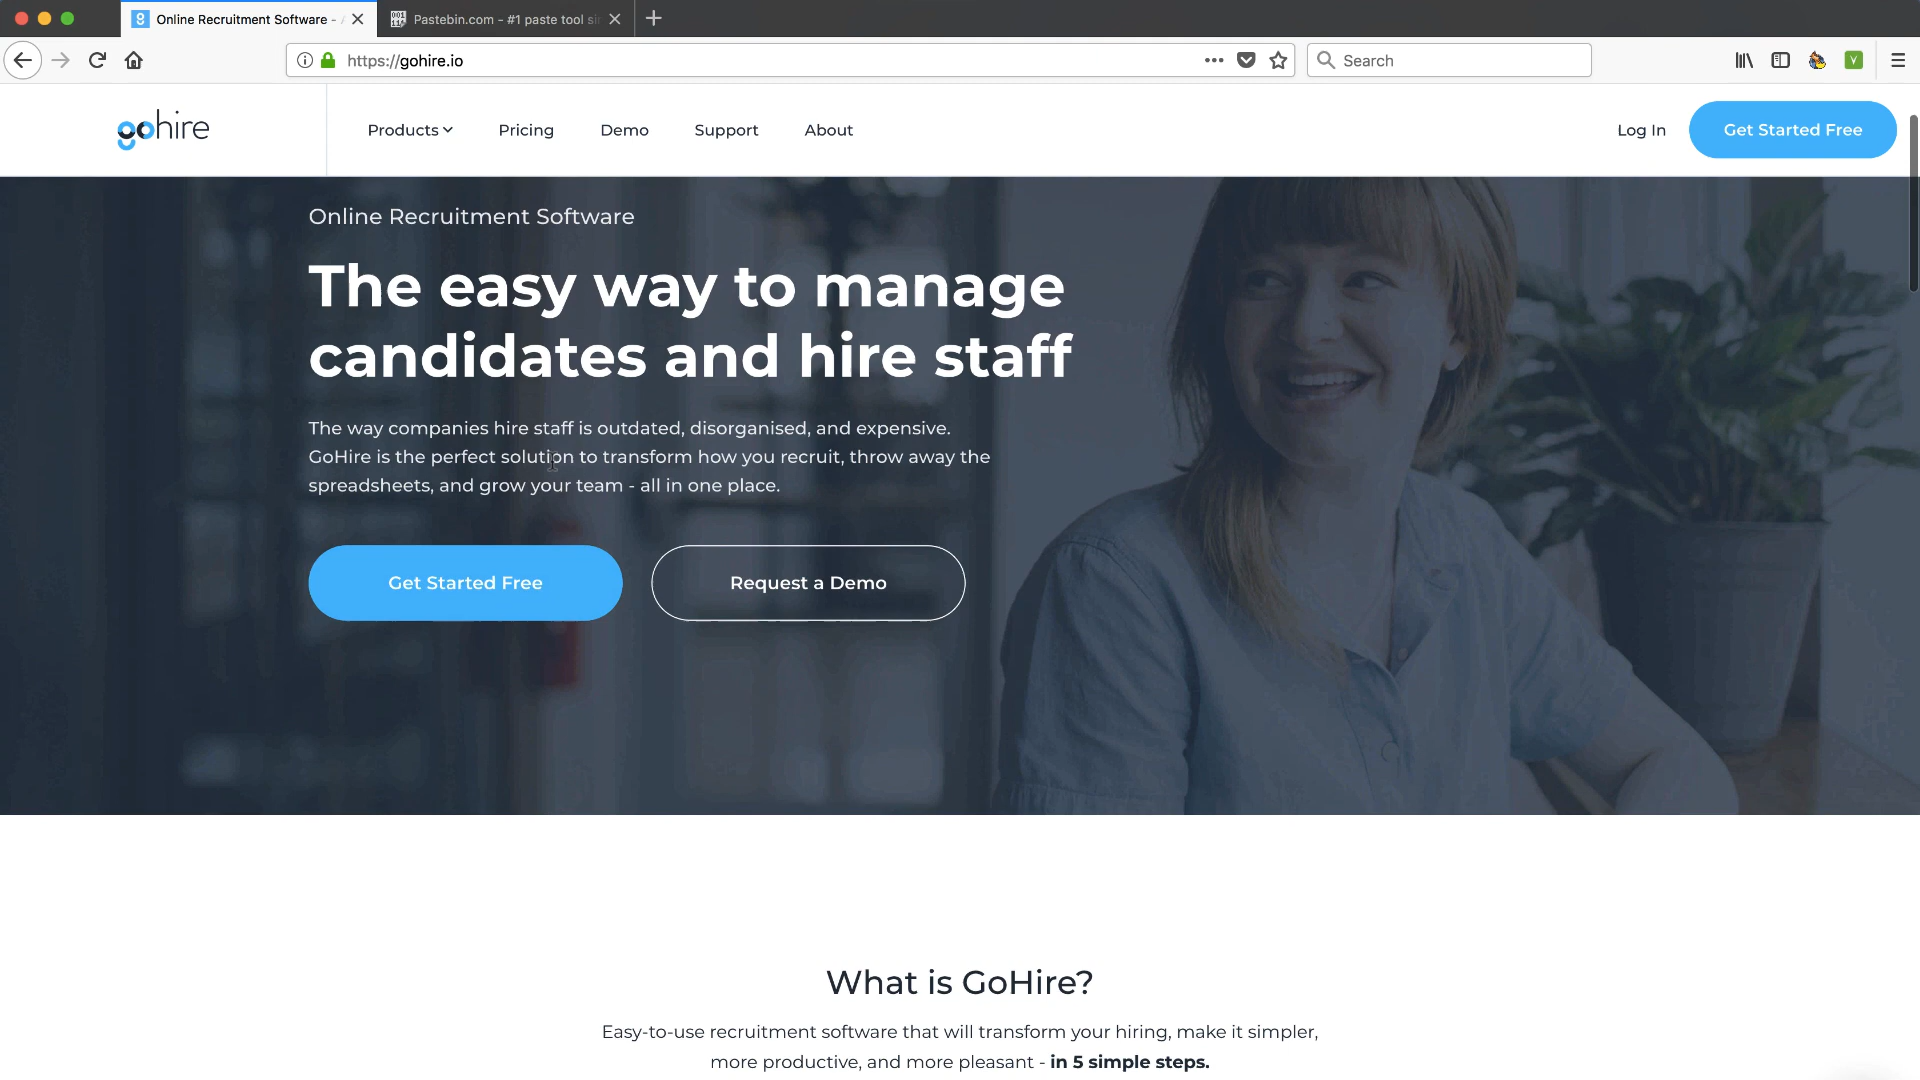 Online Recruitment Software -
Pastebin.com - #1 paste tool si
https://gohire.io
Search
gohire
Products
Pricing
Demo
Support
About
Log In
Get Started Free
Online Recruitment Software
The easy way to manage
candidates and hire staff
The way companies hire staff is outdated, disorganised, and expensive.
GoHire is the perfect solution to transform how you recruit, throw away the
spreadsheets, and grow your team - all in one place.
Get Started Free
Request a Demo
What is GoHire?
Easy-to-use recruitment software that will transform your hiring, make it simpler,
more productive, and more pleasant - in 5 simple steps.